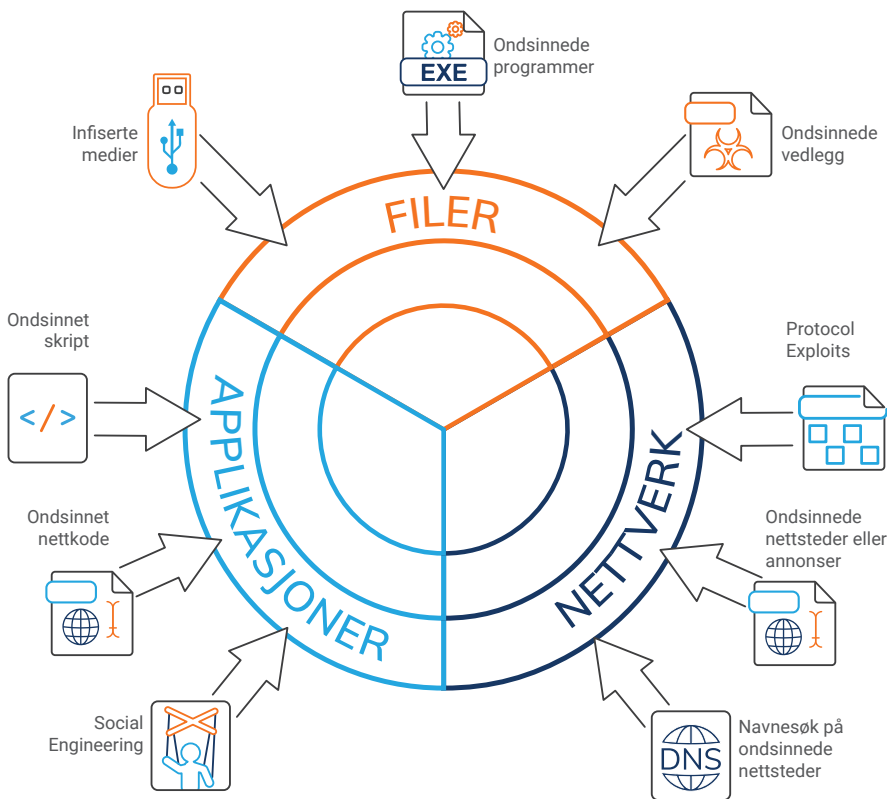 Ondsinnede
programmer
EXE
Infiserte
medier
Ondsinnede
vedlegg
FILER
Ondsinnet
skript
</>
Protocol
Exploits
APPLIKASJONER
NETTVERK
Ondsinnet
nettkode
Ondsinnede
nettsteder eller
annonser
Social
Engineering
DNS
Navnesøk på
ondsinnede
nettsteder